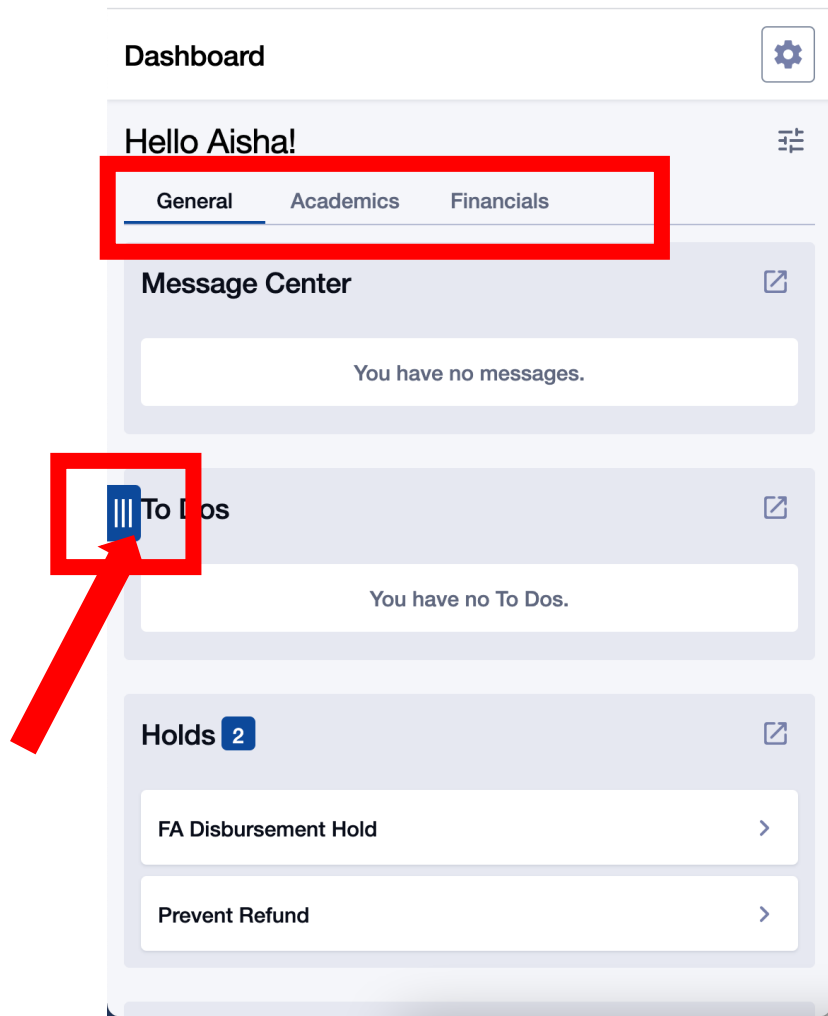 Dashboard
Hello Aisha!
General Academics Financials
Message Center
You have no messages.
To Dos
You have no To Dos.
Holds 2
FA Disbursement Hold
Prevent Refund